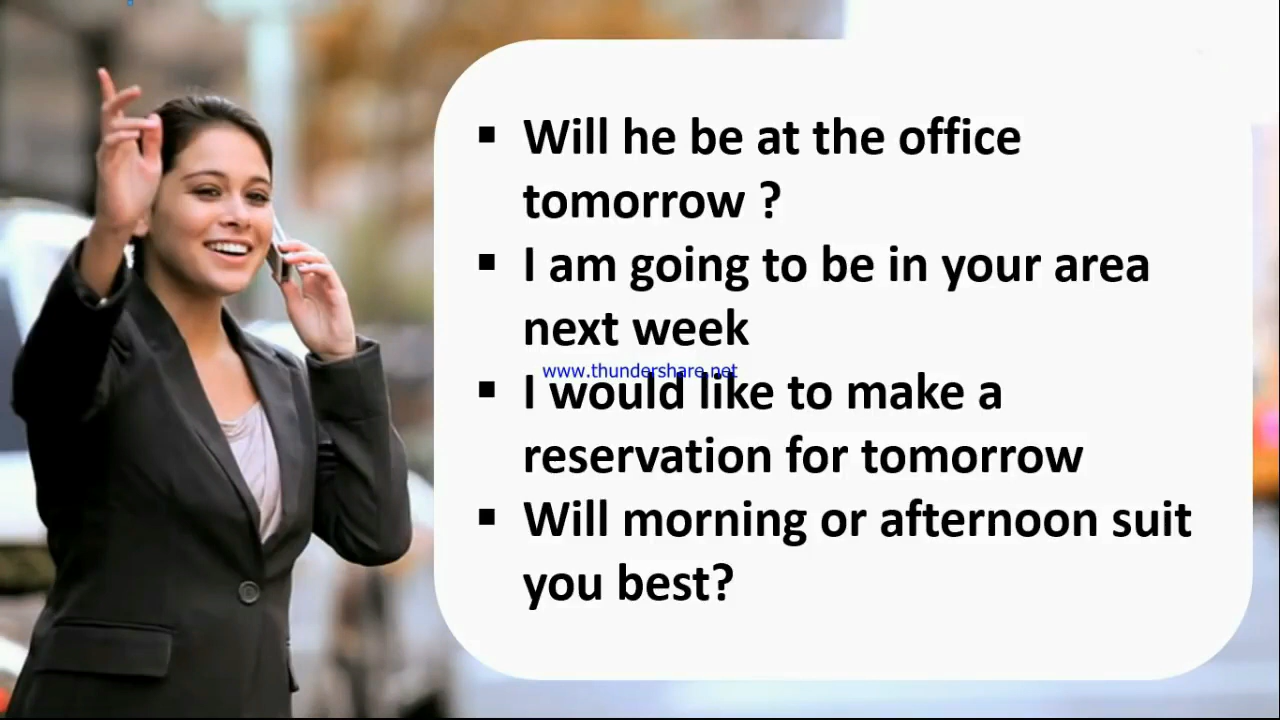 ▪ Will he be at the office
tomorrow ?
▪ I am going to be in your area
next week
www.thundershare.net
▪ I would like to make a
reservation for tomorrow
▪ Will morning or afternoon suit
you best?